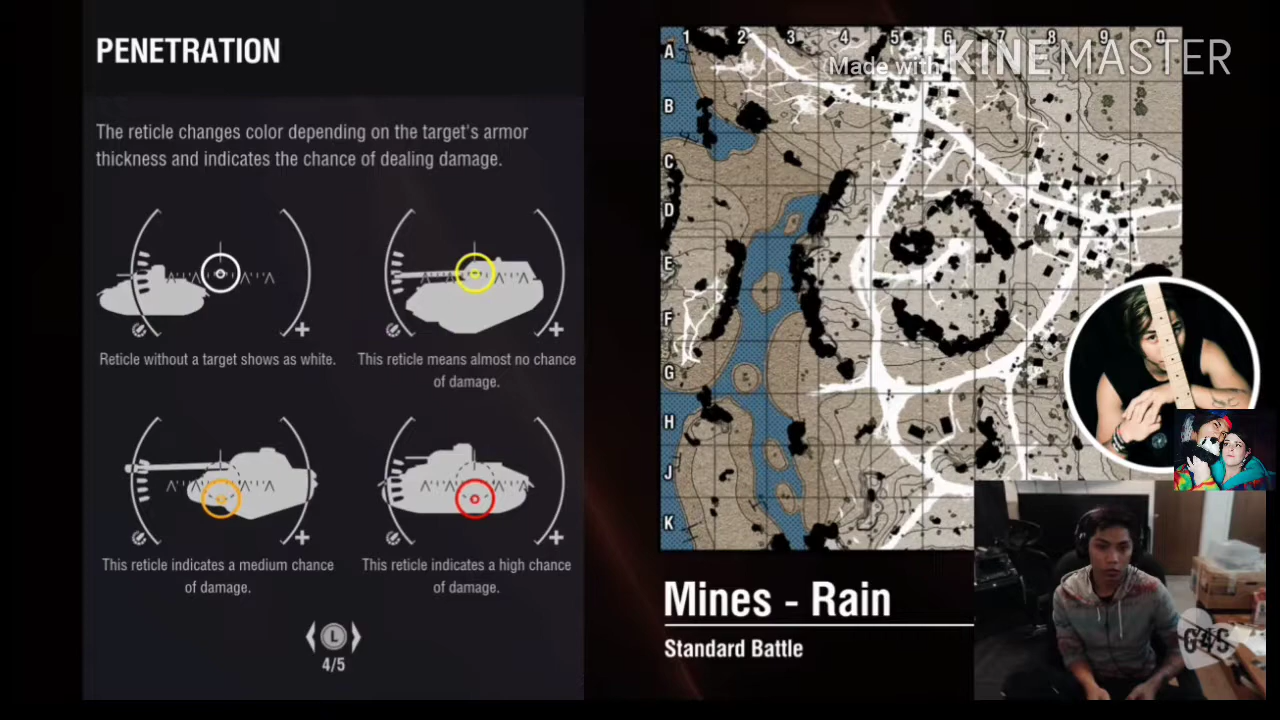 PENETRATION
The reticle changes color depending on the target's armor
thickness and indicates the chance of dealing damage.
Reticle without a target shows as white.
This reticle means almost no chance
of damage.
This reticle indicates a medium chance
of damage.
This reticle indicates a high chance
of damage.
L
4/5
1 2 3 4 5 6 7 8 9 0
A
B
C
D
E
F
G
H
J
K
Made with KINEMASTER
Mines - Rain
Standard Battle
G4S